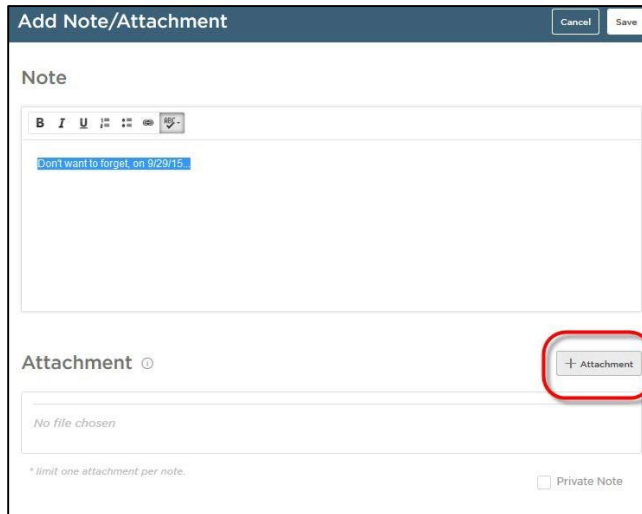 Add Note/Attachment
Cancel
Save
Note
B I U ABC
Don't want to forget, on 9/29/15...
Attachment
+ Attachment
No file chosen
* limit one attachment per note.
Private Note